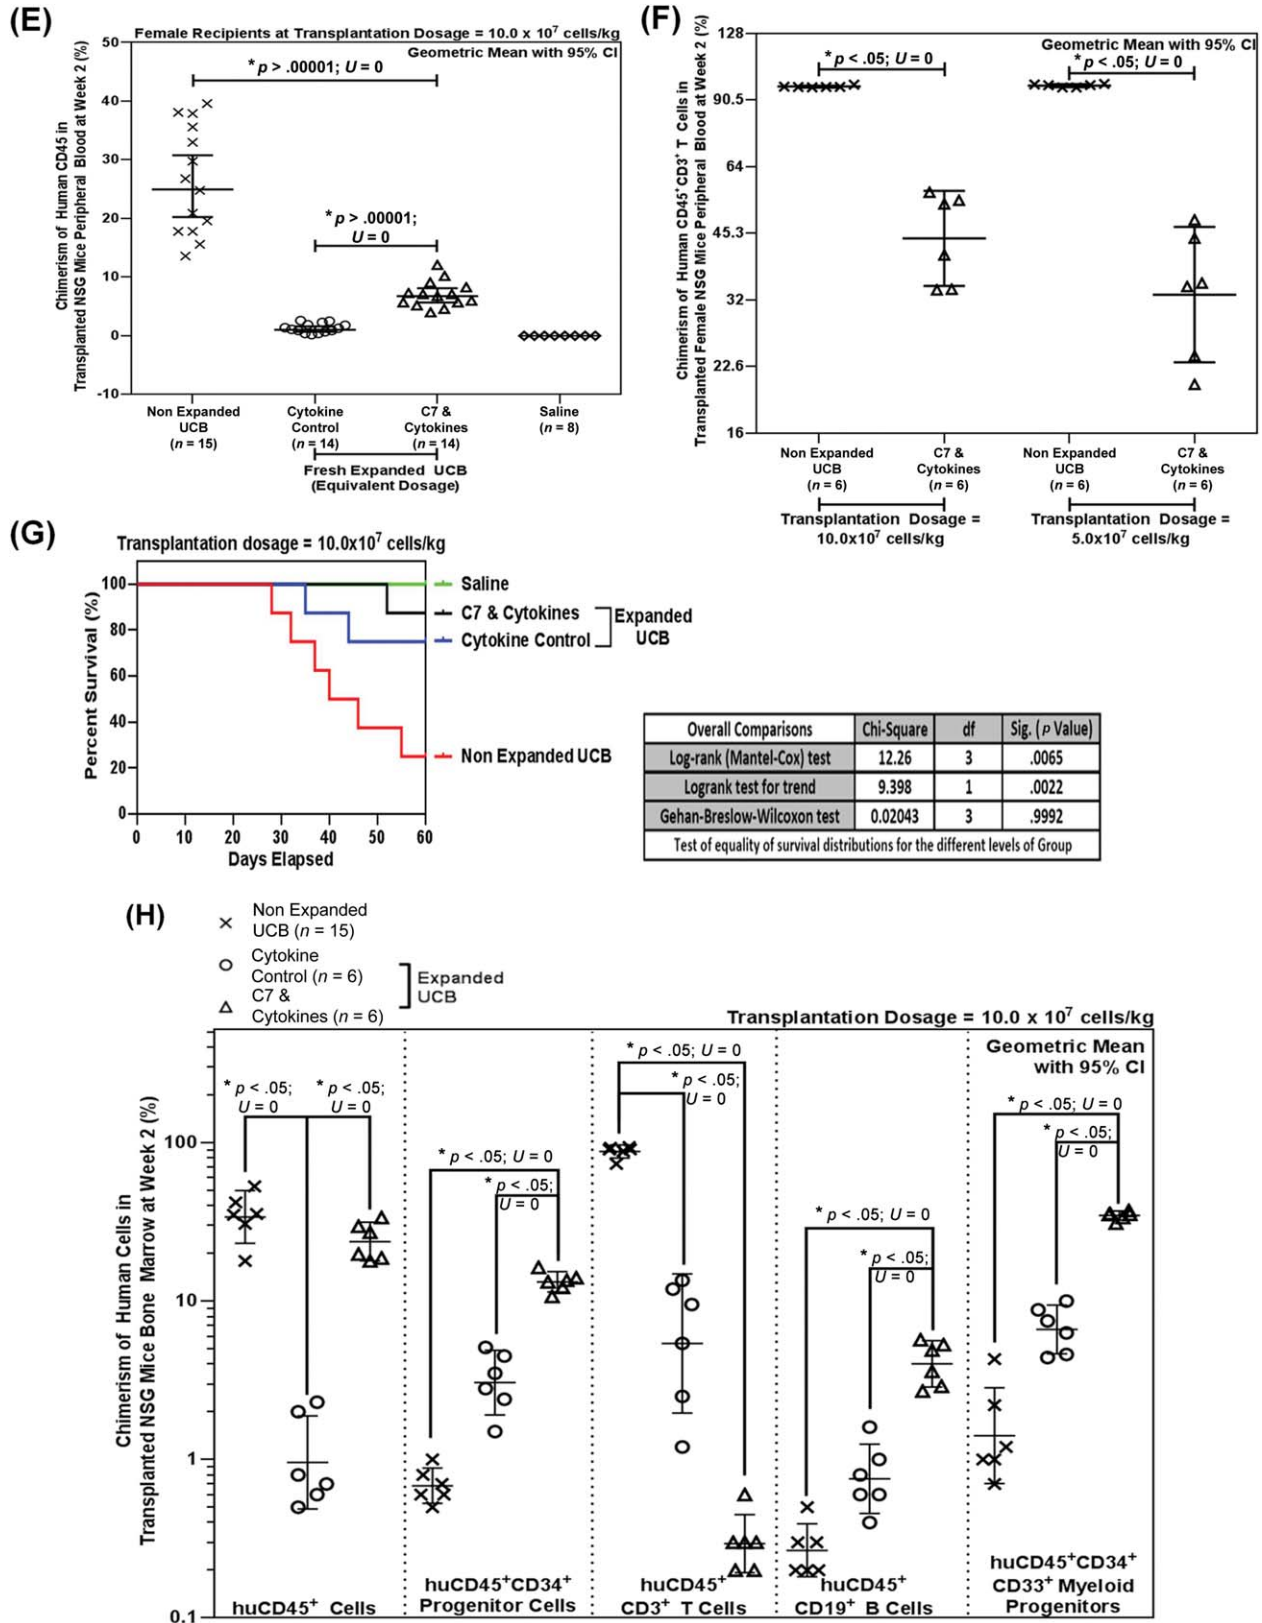 (E)
Female Recipients at Transplantation Dosage = 10.0 x 10⁷ cells/kg
Geometric Mean with 95% CI
Chimerism of Human CD45 in
Transplanted NSG Mice Peripheral Blood at Week 2 (%)
50
40
30
20
10
0
-10
* p > .00001; U = 0
* p > .00001;
U = 0
Non Expanded
UCB
(n = 15)
Cytokine
Control
(n = 14)
C7 &
Cytokines
(n = 14)
Saline
(n = 8)
Fresh Expanded UCB
(Equivalent Dosage)
(F)
Geometric Mean with 95% CI
Chimerism of Human CD45⁺CD3⁺ T Cells in
Transplanted Female NSG Mice Peripheral Blood at Week 2 (%)
128
90.5
64
45.3
32
22.6
16
* p < .05; U = 0
* p < .05; U = 0
Non Expanded
UCB
(n = 6)
C7 &
Cytokines
(n = 6)
Non Expanded
UCB
(n = 6)
C7 &
Cytokines
(n = 6)
Transplantation Dosage =
10.0x10⁷ cells/kg
Transplantation Dosage =
5.0x10⁷ cells/kg
(G)
Transplantation dosage = 10.0x10⁷ cells/kg
Percent Survival (%)
100
80
60
40
20
0
0 10 20 30 40 50 60
Days Elapsed
Saline
C7 & Cytokines
Cytokine Control
Expanded
UCB
Non Expanded UCB
Overall Comparisons Chi-Square df Sig. (p Value)
Log-rank (Mantel-Cox) test 12.26 3 .0065
Logrank test for trend 9.398 1 .0022
Gehan-Breslow-Wilcoxon test 0.02043 3 .9992
Test of equality of survival distributions for the different levels of Group
(H)
Non Expanded
UCB (n = 15)
Cytokine
Control (n = 6)
C7 &
Cytokines (n = 6)
Expanded
UCB
Transplantation Dosage = 10.0 x 10⁷ cells/kg
Geometric Mean
with 95% CI
Chimerism of Human Cells in
Transplanted NSG Mice Bone Marrow at Week 2 (%)
100
10
1
0.1
* p < .05;
U = 0
* p < .05;
U = 0
* p < .05; U = 0
* p < .05;
U = 0
* p < .05; U = 0
* p < .05;
U = 0
* p < .05; U = 0
* p < .05;
U = 0
* p < .05; U = 0
* p < .05;
U = 0
huCD45⁺ Cells
huCD45⁺CD34⁺
Progenitor Cells
huCD45⁺
CD3⁺ T Cells
huCD45⁺
CD19⁺ B Cells
huCD45⁺CD34⁺
CD33⁺ Myeloid
Progenitors